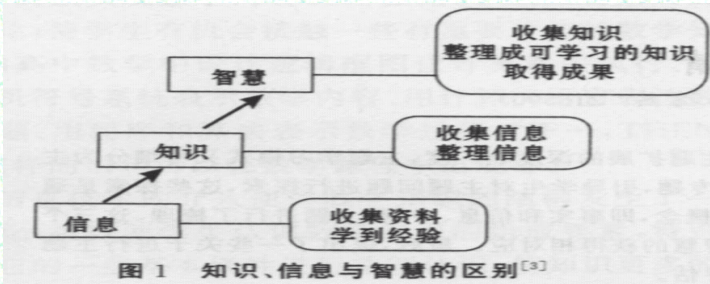 收集知识
整理成可学习的知识
取得成果
智慧
收集信息
整理信息
知识
收集资料
学到经验
信息
图 1 知识、信息与智慧的区别[3]